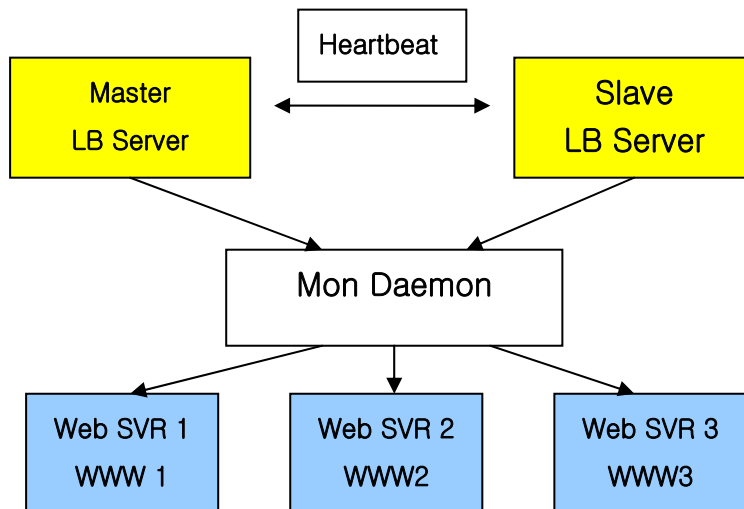 Heartbeat
Master
LB Server
Slave
LB Server
Mon Daemon
Web SVR 1
WWW 1
Web SVR 2
WWW2
Web SVR 3
WWW3